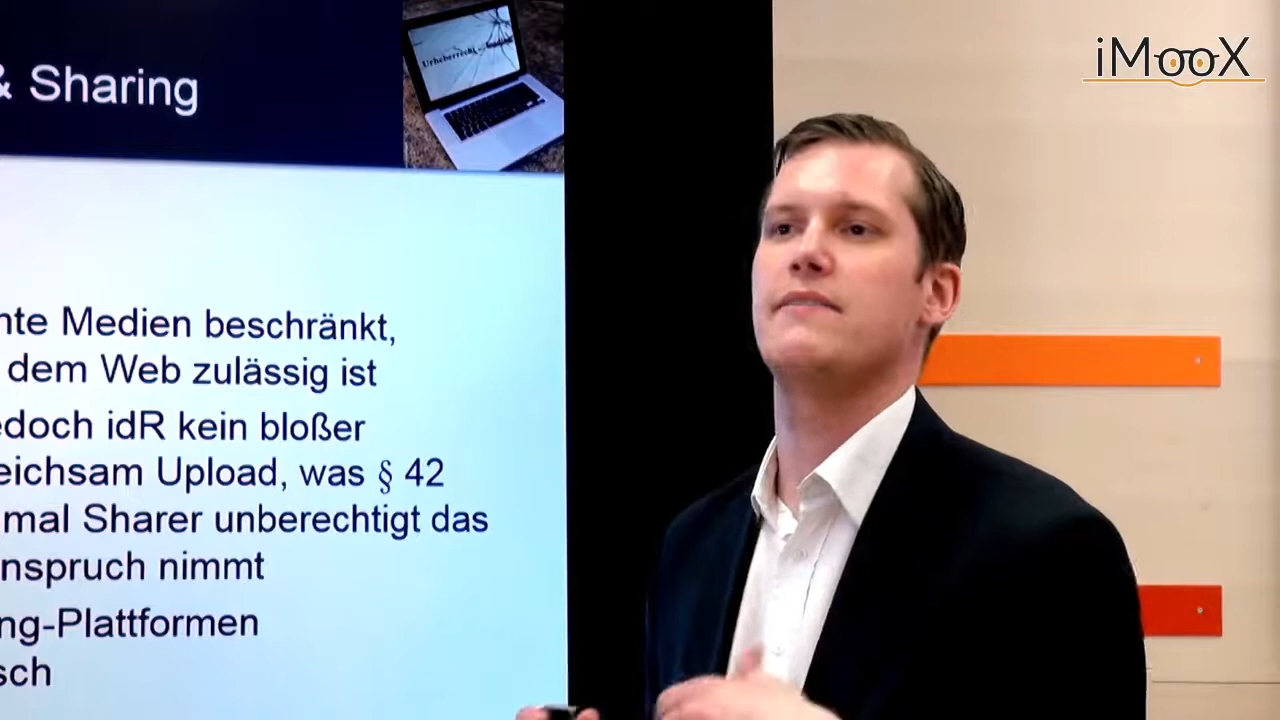 iMooX
& Sharing
Urheberrecht
nte Medien beschränkt,
dem Web zulässig ist
edoch idR kein bloßer
eichsam Upload, was § 42
mal Sharer unberechtigt das
nspruch nimmt
ng-Plattformen
sch